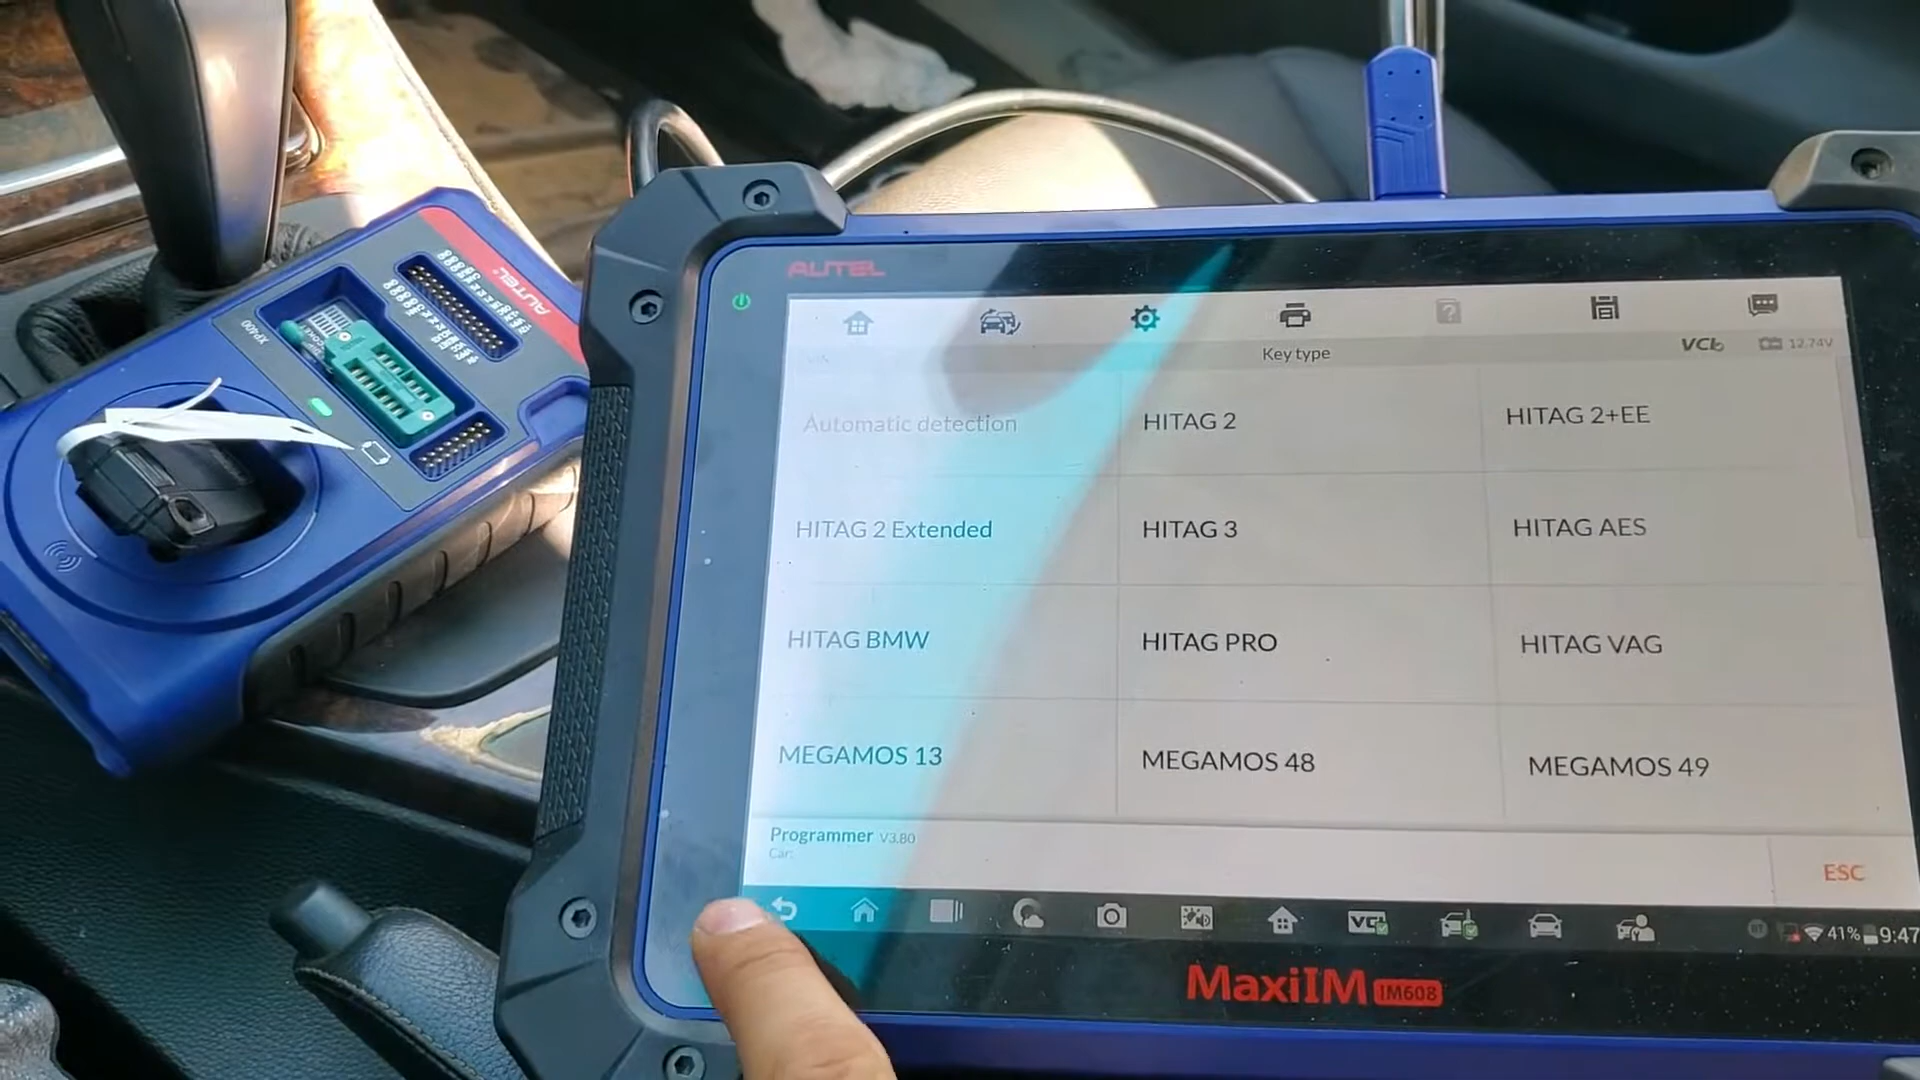 AUTEL
XP400
AUTEL
Key type
VCI
12.74V
Automatic detection
HITAG 2
HITAG 2+EE
HITAG 2 Extended
HITAG 3
HITAG AES
HITAG BMW
HITAG PRO
HITAG VAG
MEGAMOS 13
MEGAMOS 48
MEGAMOS 49
Programmer V3.80
Car:
ESC
VCI
41%
9:47
MaxiIM IM608